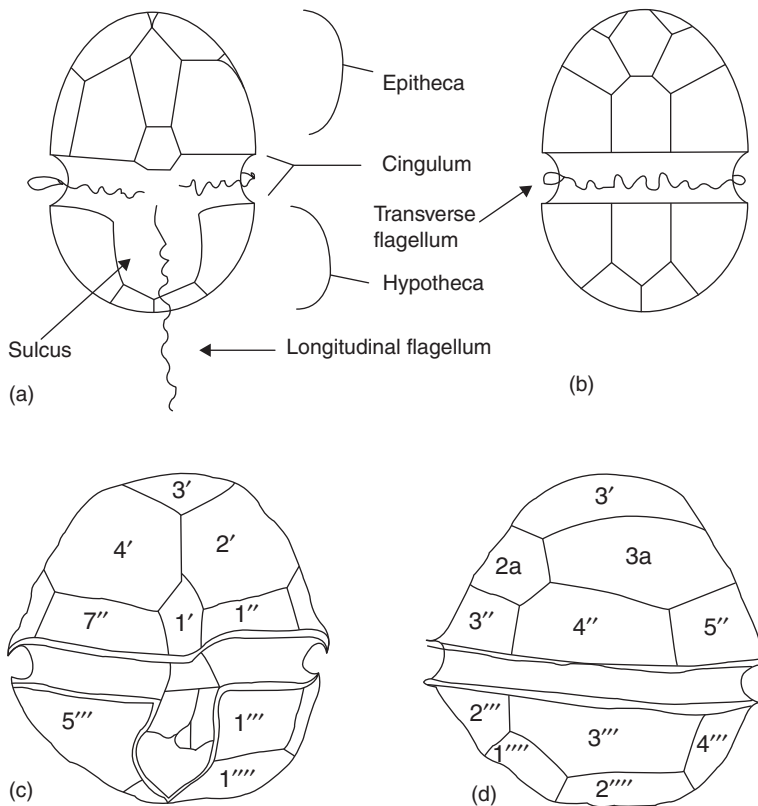 Epitheca
Cingulum
Transverse
flagellum
Hypotheca
Sulcus
Longitudinal flagellum
(a)
(b)
3′
4′
2′
7″
1′
1″
5‴
1‴
1⁗
(c)
3′
2a
3a
3″
4″
5″
2‴
3‴
4‴
1⁗
2⁗
(d)